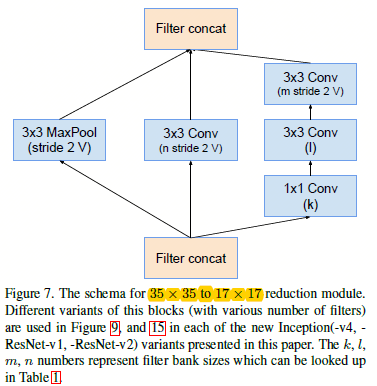 Filter concat
3x3 Conv
(m stride 2 V)
3x3 MaxPool
(stride 2 V)
3x3 Conv
(n stride 2 V)
3x3 Conv
(l)
1x1 Conv
(k)
Filter concat
Figure 7. The schema for 35 × 35 to 17 × 17 reduction module.
Different variants of this blocks (with various number of filters)
are used in Figure 9, and 15 in each of the new Inception(-v4, -
ResNet-v1, -ResNet-v2) variants presented in this paper. The k, l,
m, n numbers represent filter bank sizes which can be looked up
in Table 1.